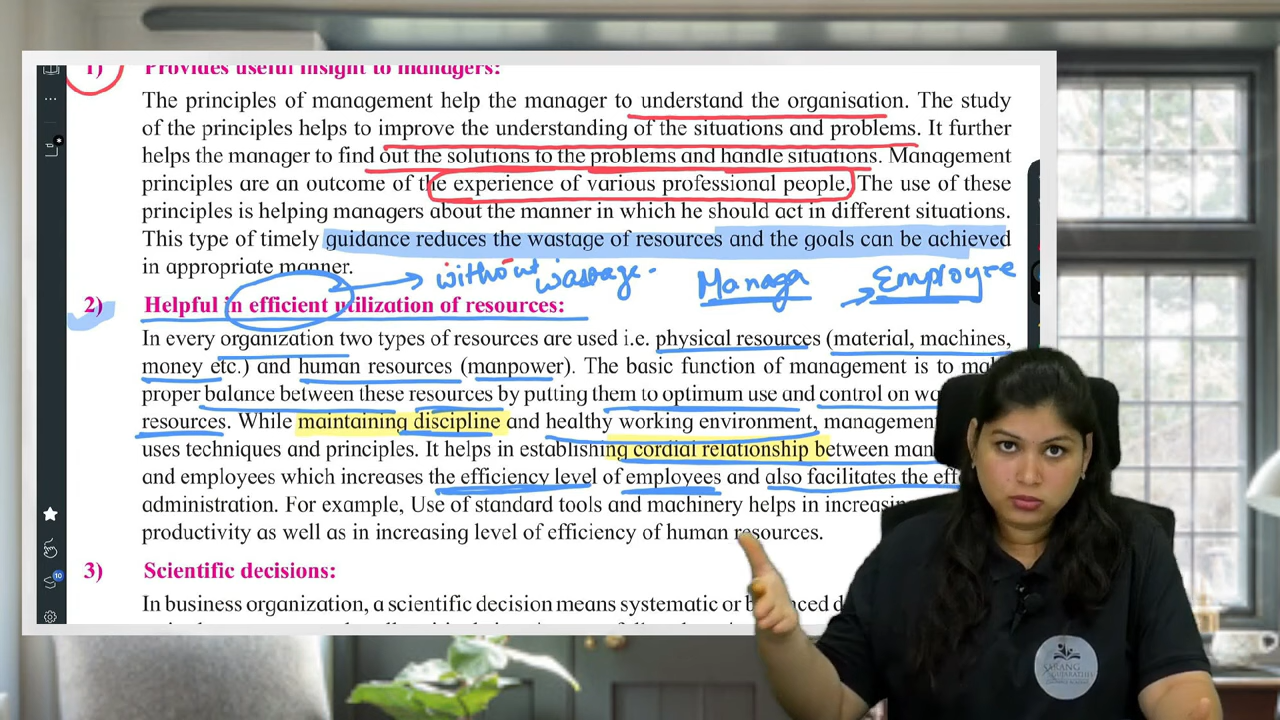 1) Provides useful insight to managers:
The principles of management help the manager to understand the organisation. The study
of the principles helps to improve the understanding of the situations and problems. It further
helps the manager to find out the solutions to the problems and handle situations. Management
principles are an outcome of the experience of various professional people. The use of these
principles is helping managers about the manner in which he should act in different situations.
This type of timely guidance reduces the wastage of resources and the goals can be achieved
in appropriate manner.
without wastage. Manager Employee
2) Helpful in efficient utilization of resources:
In every organization two types of resources are used i.e. physical resources (material, machines,
money etc.) and human resources (manpower). The basic function of management is to
proper balance between these resources by putting them to optimum use and control on
resources. While maintaining discipline and healthy working environment, management
uses techniques and principles. It helps in establishing cordial relationship between
and employees which increases the efficiency level of employees and also facilitates the
administration. For example, Use of standard tools and machinery helps in
productivity as well as in increasing level of efficiency of human resources.
3) Scientific decisions:
In business organization, a scientific decision means systematic or
10
SARANG